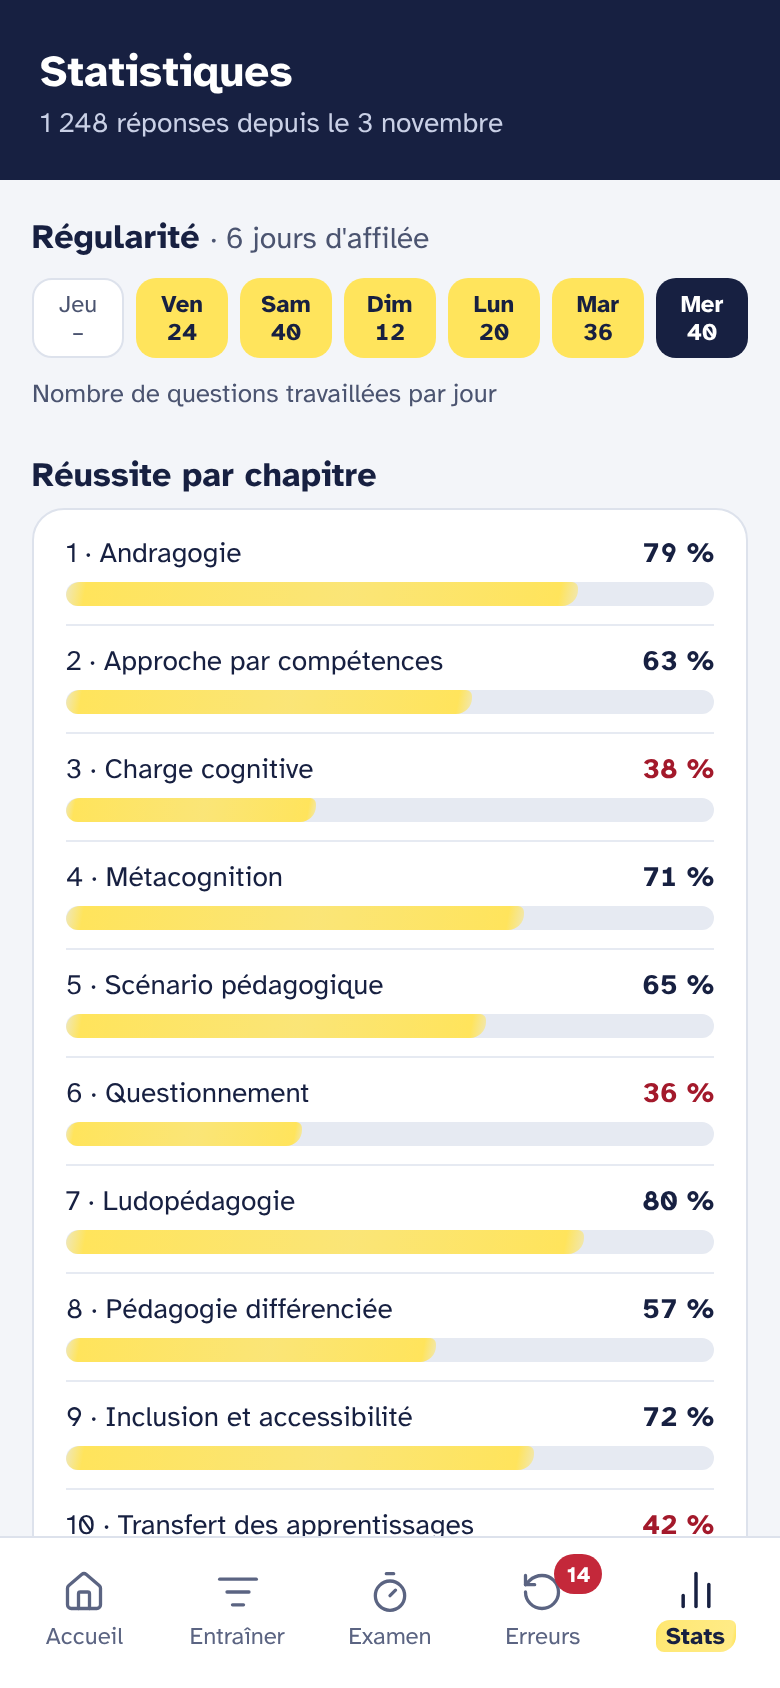 Statistiques
1 248 réponses depuis le 3 novembre
Régularité · 6 jours d'affilée
Jeu Ven Sam Dim Lun Mar Mer
– 24 40 12 20 36 40
Nombre de questions travaillées par jour
Réussite par chapitre
1 · Andragogie 79 %
2 · Approche par compétences 63 %
3 · Charge cognitive 38 %
4 · Métacognition 71 %
5 · Scénario pédagogique 65 %
6 · Questionnement 36 %
7 · Ludopédagogie 80 %
8 · Pédagogie différenciée 57 %
9 · Inclusion et accessibilité 72 %
10 · Transfert des apprentissages 42 %
14
Accueil Entraîner Examen Erreurs Stats